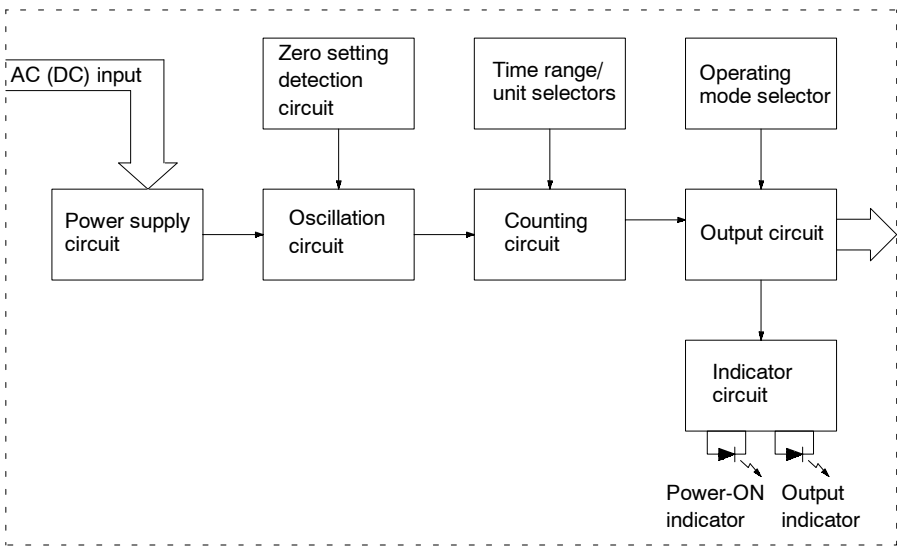 AC (DC) input
Zero setting
detection
circuit
Time range/
unit selectors
Operating
mode selector
Power supply
circuit
Oscillation
circuit
Counting
circuit
Output circuit
Indicator
circuit
Power-ON
indicator
Output
indicator